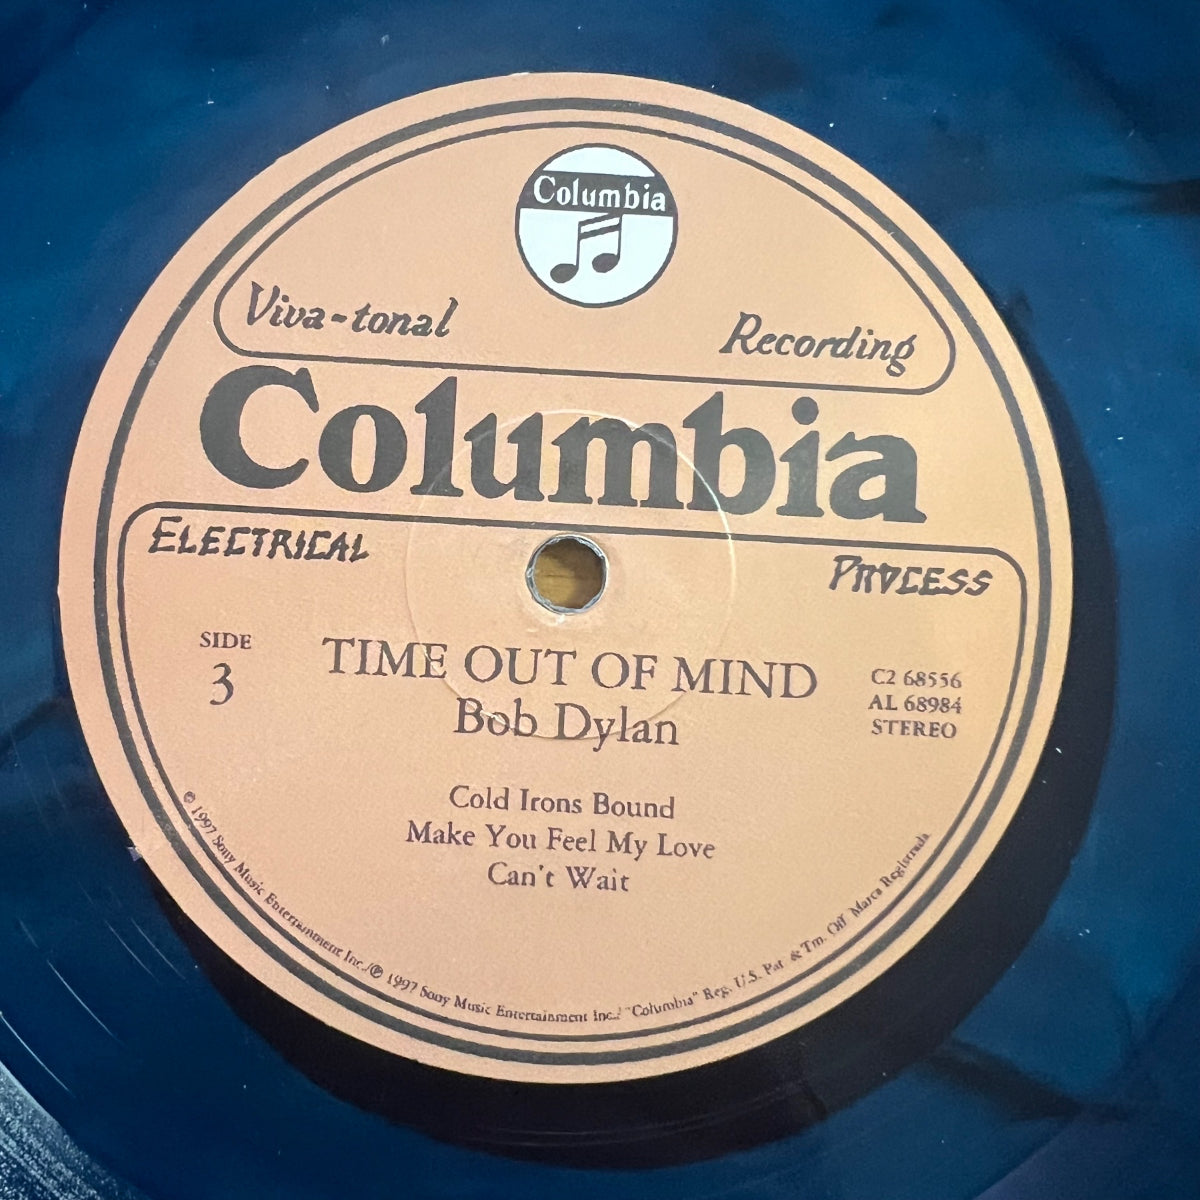 Columbia
Viva-tonal Recording
Columbia
ELECTRICAL PROCESS
SIDE
3
TIME OUT OF MIND
Bob Dylan
C2 68556
AL 68984
STEREO
Cold Irons Bound
Make You Feel My Love
Can't Wait
© 1997 Sony Music Entertainment Inc./℗ 1997 Sony Music Entertainment Inc./ "Columbia" Reg. U.S. Pat. & Tm. Off. Marca Registrada.